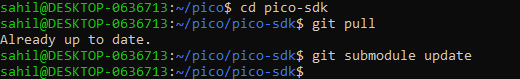 sahil@DESKTOP-0636713:~/pico$ cd pico-sdk
sahil@DESKTOP-0636713:~/pico/pico-sdk$ git pull
Already up to date.
sahil@DESKTOP-0636713:~/pico/pico-sdk$ git submodule update
sahil@DESKTOP-0636713:~/pico/pico-sdk$